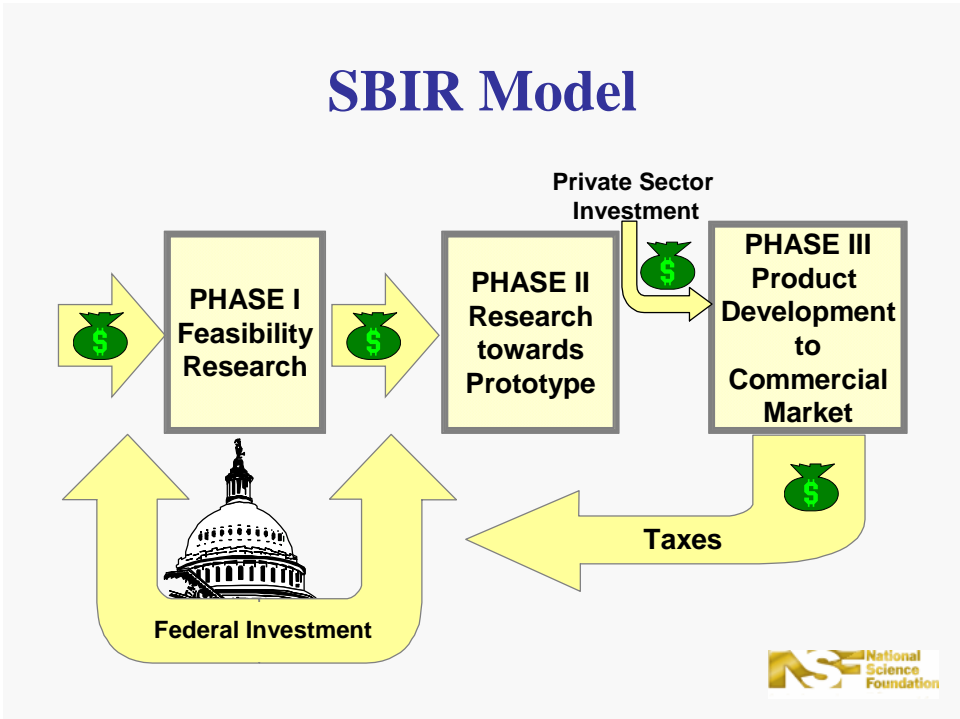 SBIR Model
Private Sector
Investment
PHASE I
Feasibility
Research
PHASE II
Research
towards
Prototype
PHASE III
Product
Development
to
Commercial
Market
$
$
$
$
Taxes
Federal Investment
NSF
National
Science
Foundation